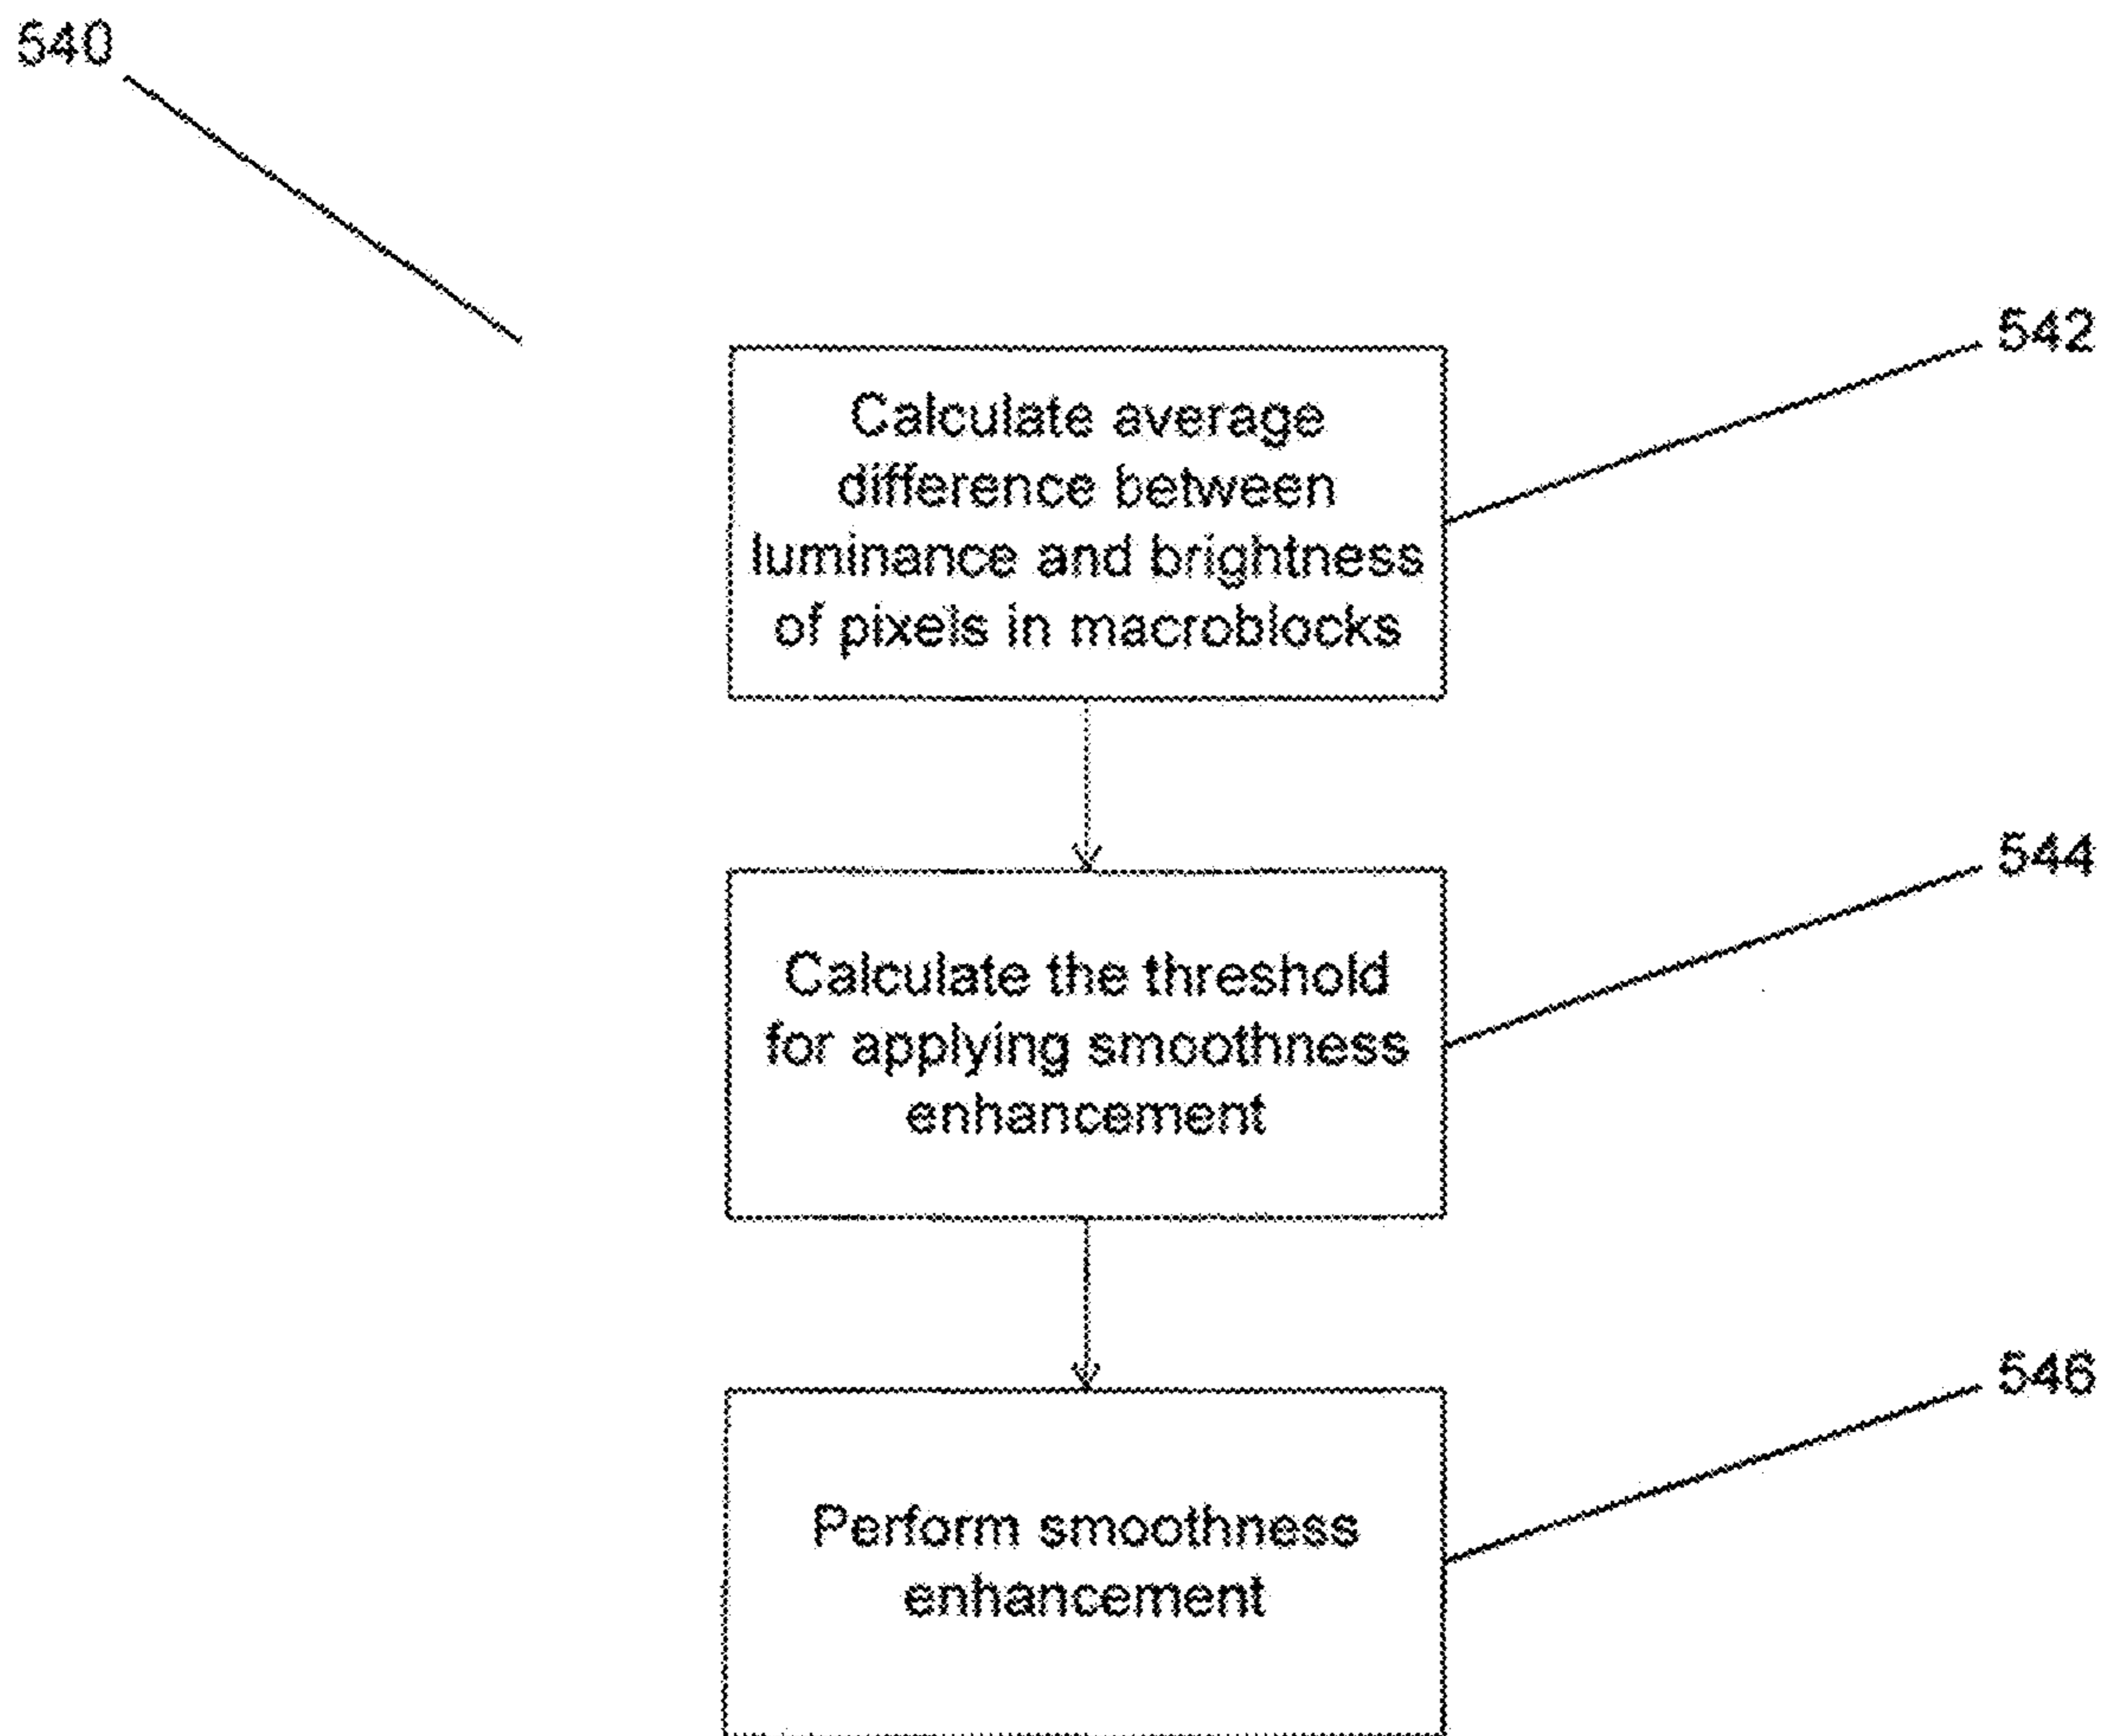 540
542
Calculate average
difference between
luminance and brightness
of pixels in macroblocks
544
Calculate the threshold
for applying smoothness
enhancement
546
Perform smoothness
enhancement